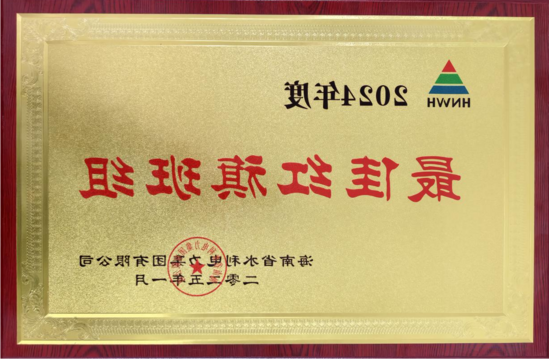 HNWH
2024年度
最佳红旗班组
海南省水利电力集团有限公司
二零二五年一月